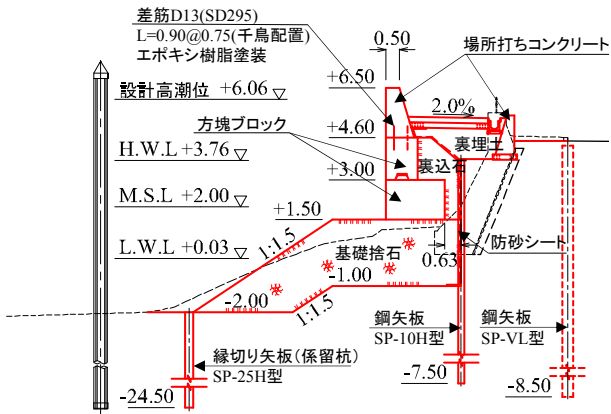 差筋D13(SD295)
L=0.90@0.75(千鳥配置)
エポキシ樹脂塗装
0.50
場所打ちコンクリート
設計高潮位 +6.06
+6.50
2.0%
方塊ブロック
+4.60
裏埋土
H.W.L +3.76
裏込石
+3.00
M.S.L +2.00
+1.50
防砂シート
L.W.L +0.03
1:1.5
基礎捨石
0.63
-1.00
-2.00
1:1.5
鋼矢板
SP-10H型
鋼矢板
SP-VL型
縁切り矢板(係留杭)
SP-25H型
-7.50
-8.50
-24.50